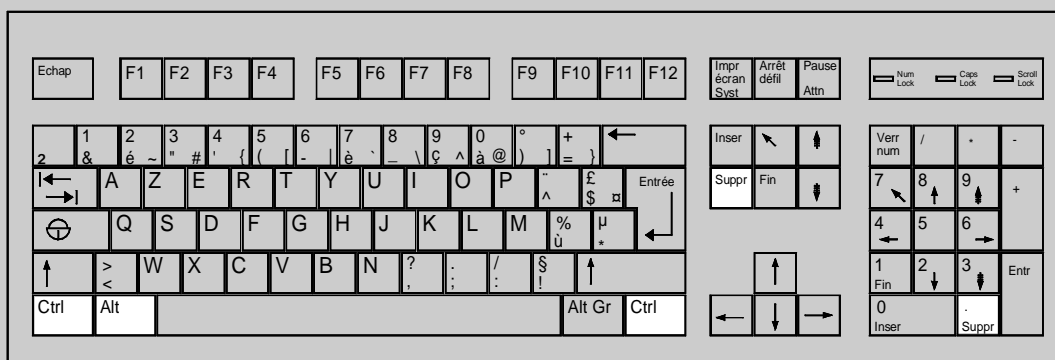 Echap F1 F2 F3 F4 F5 F6 F7 F8 F9 F10 F11 F12 Impr écran Syst Arrêt défil Pause Attn Num Lock Caps Lock Scroll Lock
2 1 & 2 é ~ 3 " # 4 ' { 5 ( [ 6 - | 7 è ` 8 _ \ 9 ç ^ 0 à @ ° ) ] + = } Inser Verr num / * -
A Z E R T Y U I O P ¨ ^ £ $ ¤ Entrée Suppr Fin 7 8 9 +
Q S D F G H J K L M % ù µ * 4 5 6
> < W X C V B N ? , . ; / : § ! 1 Fin 2 3 Entr
Ctrl Alt Alt Gr Ctrl 0 Inser . Suppr